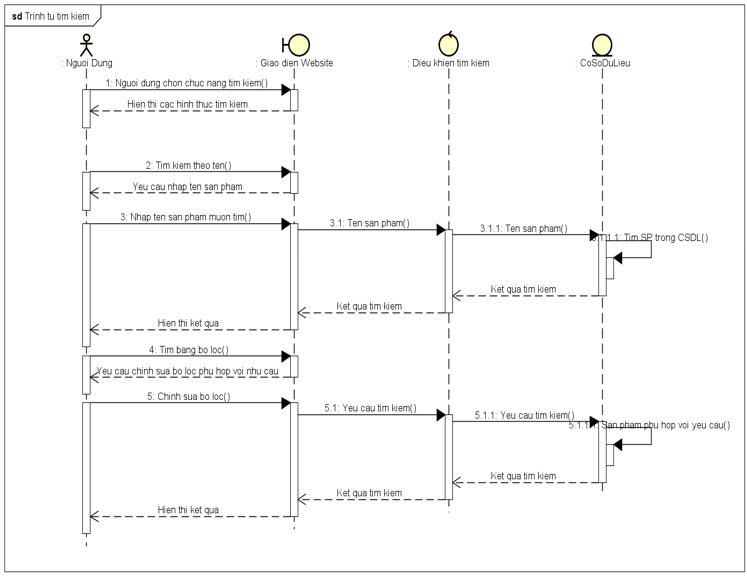 sd Trinh tu tim kiem
: Nguoi Dung
: Giao dien Website
: Dieu khien tim kiem
: CoSoDuLieu
1: Nguoi dung chon chuc nang tim kiem()
Hien thi cac hinh thuc tim kiem
2: Tim kiem theo ten()
Yeu cau nhap ten san pham
3: Nhap ten san pham muon tim()
3.1: Ten san pham()
3.1.1: Ten san pham()
3.1.1.1: Tim SP trong CSDL()
Ket qua tim kiem
Ket qua tim kiem
Hien thi ket qua
4: Tim bang bo loc()
Yeu cau chinh sua bo loc phu hop voi nhu cau
5: Chinh sua bo loc()
5.1: Yeu cau tim kiem()
5.1.1: Yeu cau tim kiem()
5.1.1.1: San pham phu hop voi yeu cau()
Ket qua tim kiem
Ket qua tim kiem
Hien thi ket qua